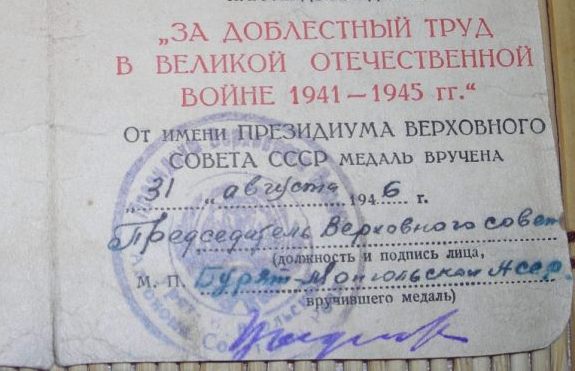 „ЗА ДОБЛЕСТНЫЙ ТРУД
В ВЕЛИКОЙ ОТЕЧЕСТВЕННОЙ
ВОЙНЕ 1941—1945 гг.“
От имени ПРЕЗИДИУМА ВЕРХОВНОГО
СОВЕТА СССР медаль вручена
„31“ августа 1946 г.
Председатель Верховного совет
(должность и подпись лица,
М. П. Бурят-Монгольской АССР.
вручившего медаль)